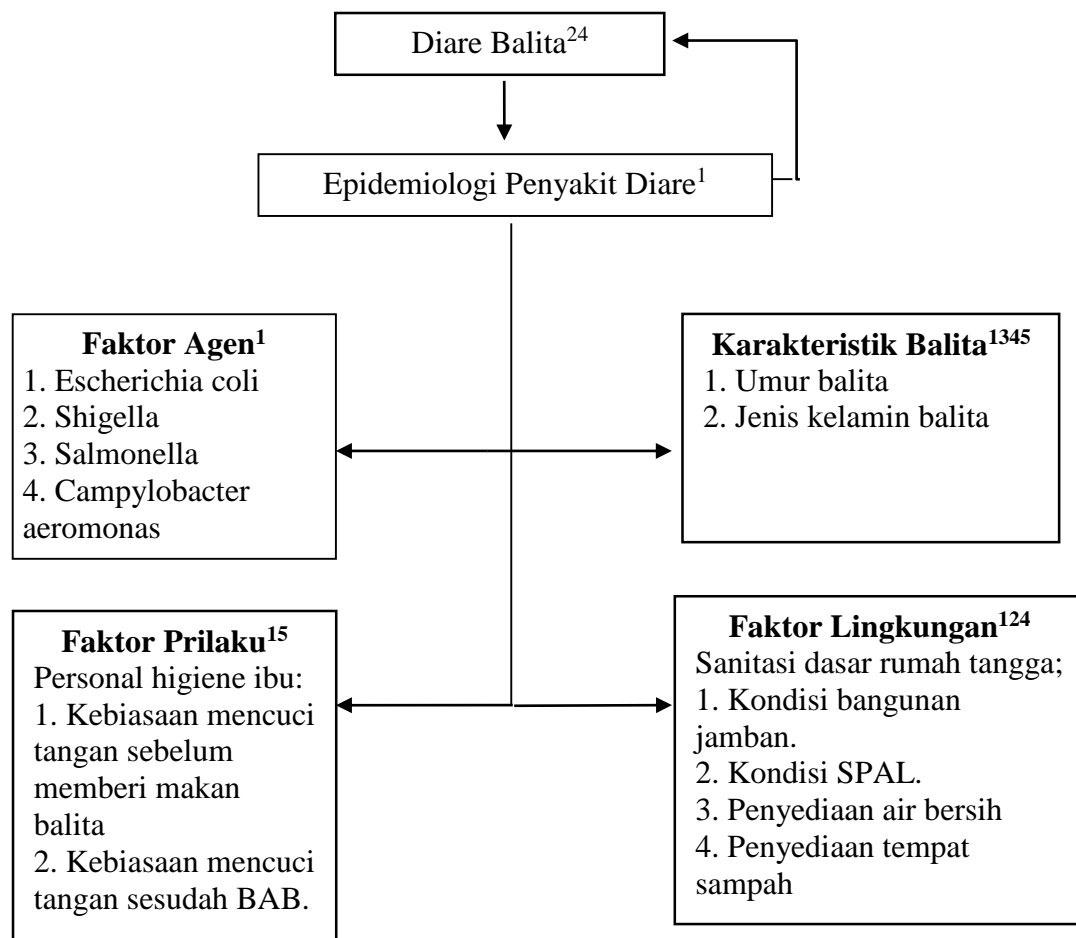 Diare Balita24
Epidemiologi Penyakit Diare1
Faktor Agen1
1. Escherichia coli
2. Shigella
3. Salmonella
4. Campylobacter
aeromonas
Karakteristik Balita1345
1. Umur balita
2. Jenis kelamin balita
Faktor Prilaku15
Personal higiene ibu:
1. Kebiasaan mencuci
tangan sebelum
memberi makan
balita
2. Kebiasaan mencuci
tangan sesudah BAB.
Faktor Lingkungan124
Sanitasi dasar rumah tangga;
1. Kondisi bangunan
jamban.
2. Kondisi SPAL.
3. Penyediaan air bersih
4. Penyediaan tempat
sampah